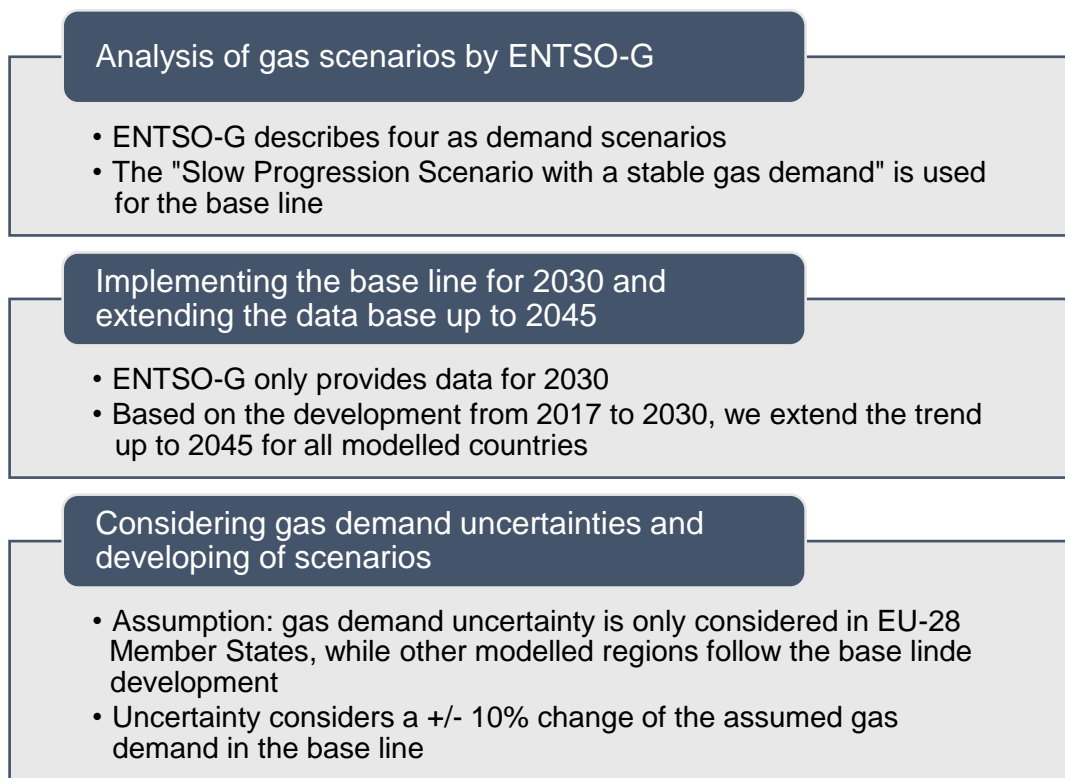 Analysis of gas scenarios by ENTSO-G
• ENTSO-G describes four as demand scenarios
• The "Slow Progression Scenario with a stable gas demand" is used
for the base line
Implementing the base line for 2030 and
extending the data base up to 2045
• ENTSO-G only provides data for 2030
• Based on the development from 2017 to 2030, we extend the trend
up to 2045 for all modelled countries
Considering gas demand uncertainties and
developing of scenarios
• Assumption: gas demand uncertainty is only considered in EU-28
Member States, while other modelled regions follow the base linde
development
• Uncertainty considers a +/- 10% change of the assumed gas
demand in the base line